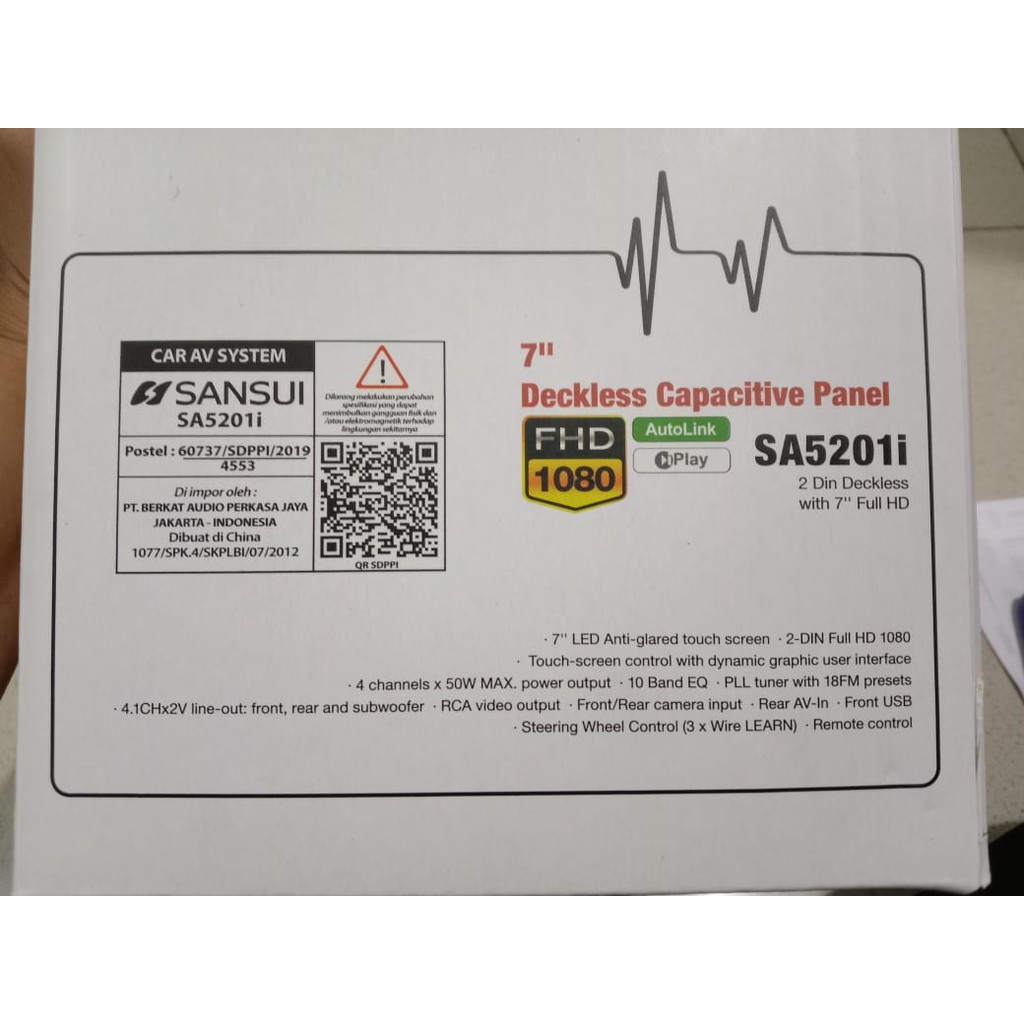 CAR AV SYSTEM
SANSUI
SA5201i
Postel : 60737/SDPPI/2019
4553
Di impor oleh :
PT. BERKAT AUDIO PERKASA JAYA
JAKARTA - INDONESIA
Dibuat di China
1077/SPK.4/SKPLBI/07/2012
!
Dilarang melakukan perubahan
spesifikasi yang dapat
menimbulkan gangguan fisik dan
/atau elektromagnetik terhadap
lingkungan sekitarnya
QR SDPPI
7"
Deckless Capacitive Panel
FHD
1080
AutoLink
Play
SA5201i
2 Din Deckless
with 7" Full HD
· 7" LED Anti-glared touch screen · 2-DIN Full HD 1080
· Touch-screen control with dynamic graphic user interface
· 4 channels x 50W MAX. power output · 10 Band EQ · PLL tuner with 18FM presets
· 4.1CHx2V line-out: front, rear and subwoofer · RCA video output · Front/Rear camera input · Rear AV-In · Front USB
· Steering Wheel Control (3 x Wire LEARN) · Remote control